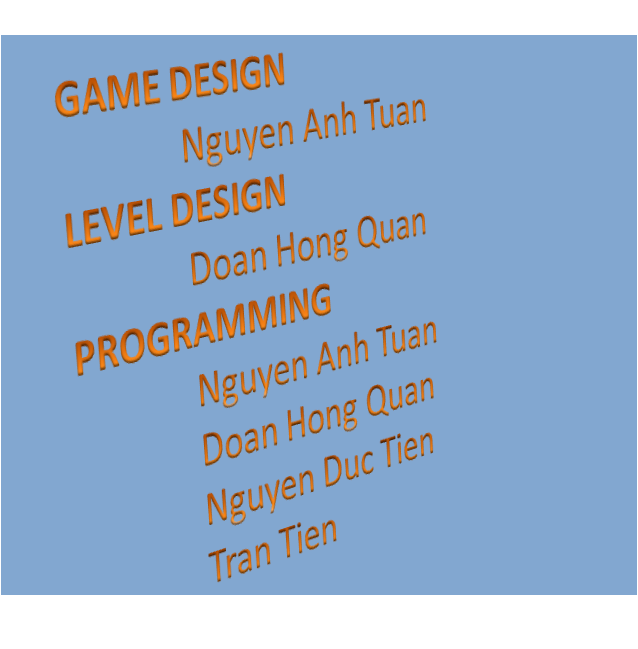 GAME DESIGN
Nguyen Anh Tuan
LEVEL DESIGN
Doan Hong Quan
PROGRAMMING
Nguyen Anh Tuan
Doan Hong Quan
Nguyen Duc Tien
Tran Tien